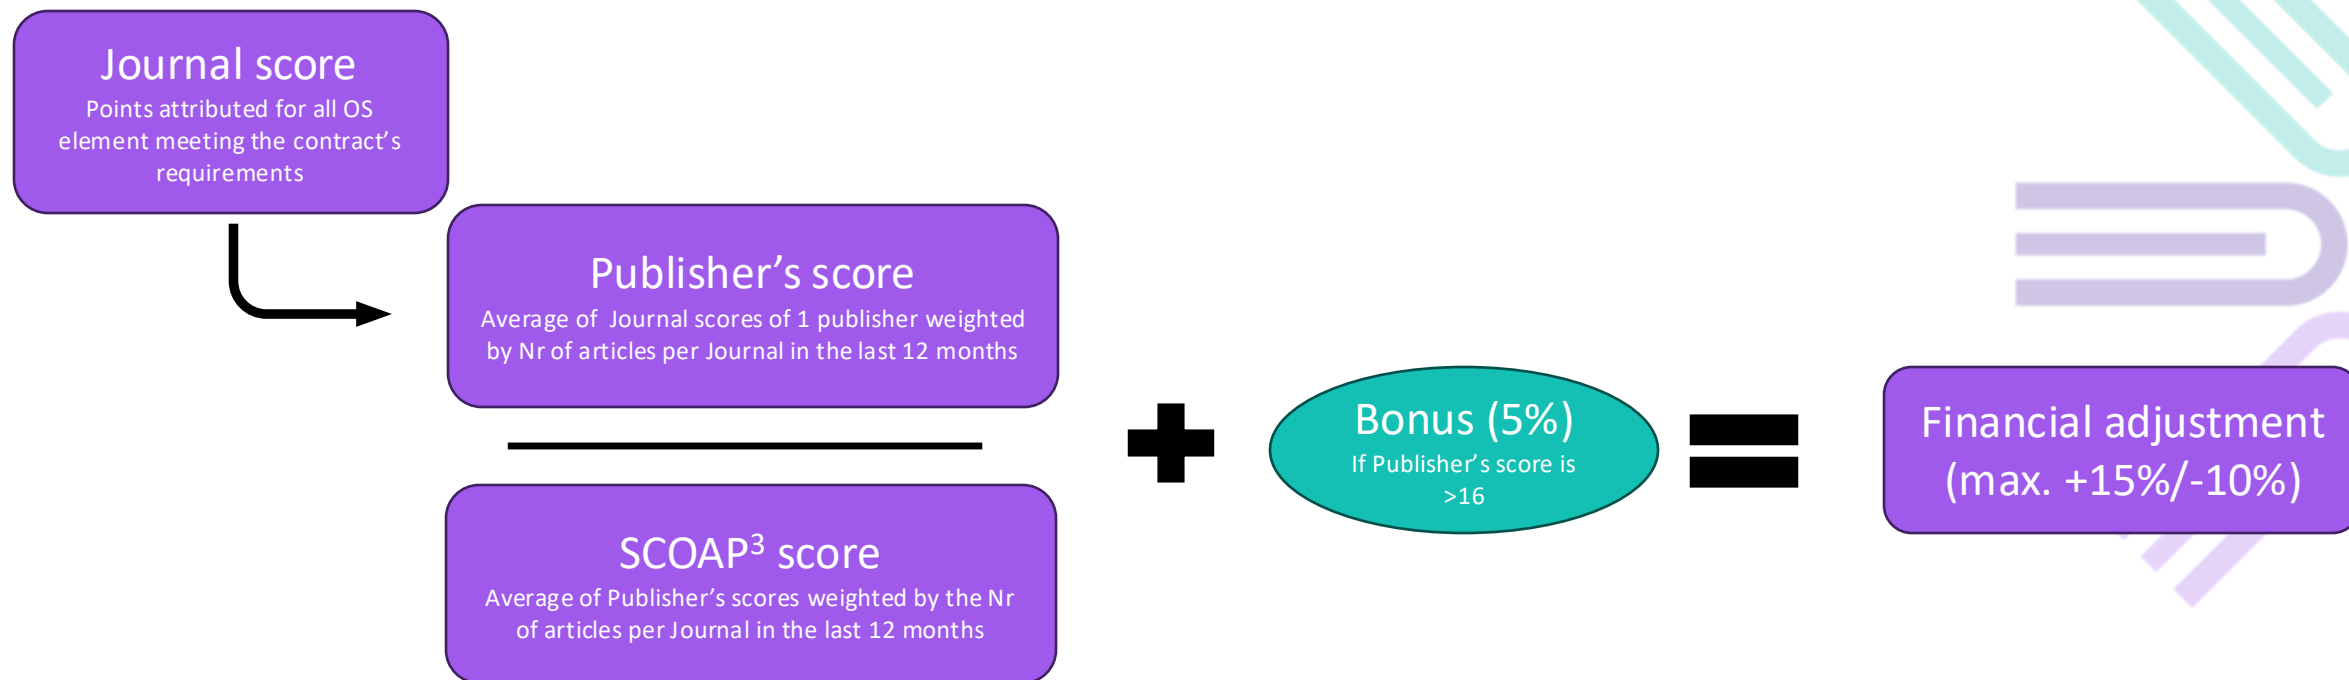 Journal score
Points attributed for all OS
element meeting the contract's
requirements
Publisher's score
Average of Journal scores of 1 publisher weighted
by Nr of articles per Journal in the last 12 months
SCOAP³ score
Average of Publisher's scores weighted by the Nr
of articles per Journal in the last 12 months
+
Bonus (5%)
If Publisher's score is
>16
=
Financial adjustment
(max. +15%/-10%)